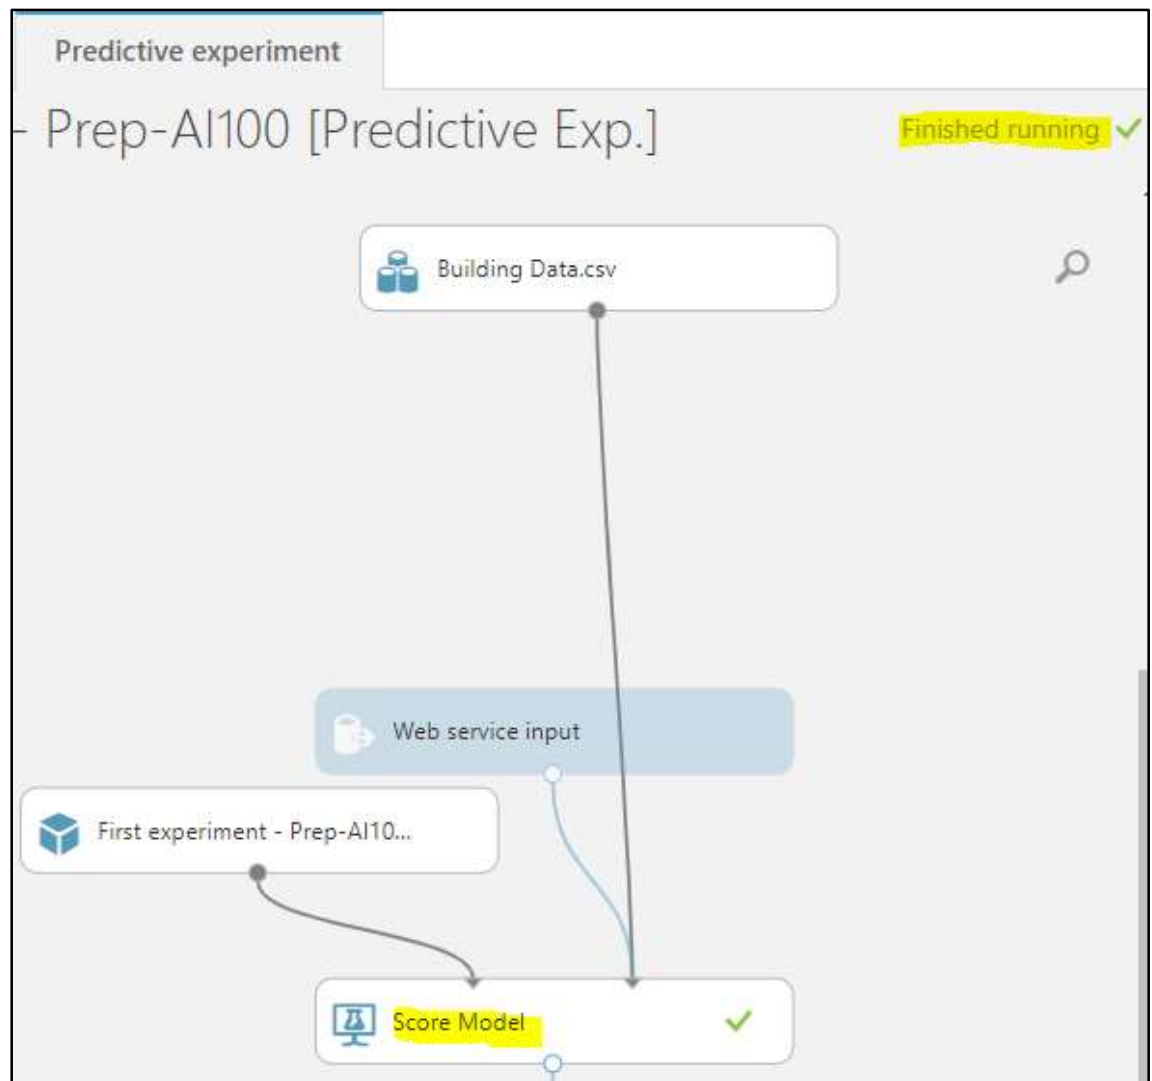 Predictive experiment
- Prep-AI100 [Predictive Exp.]
Finished running
Building Data.csv
Web service input
First experiment - Prep-AI10...
Score Model